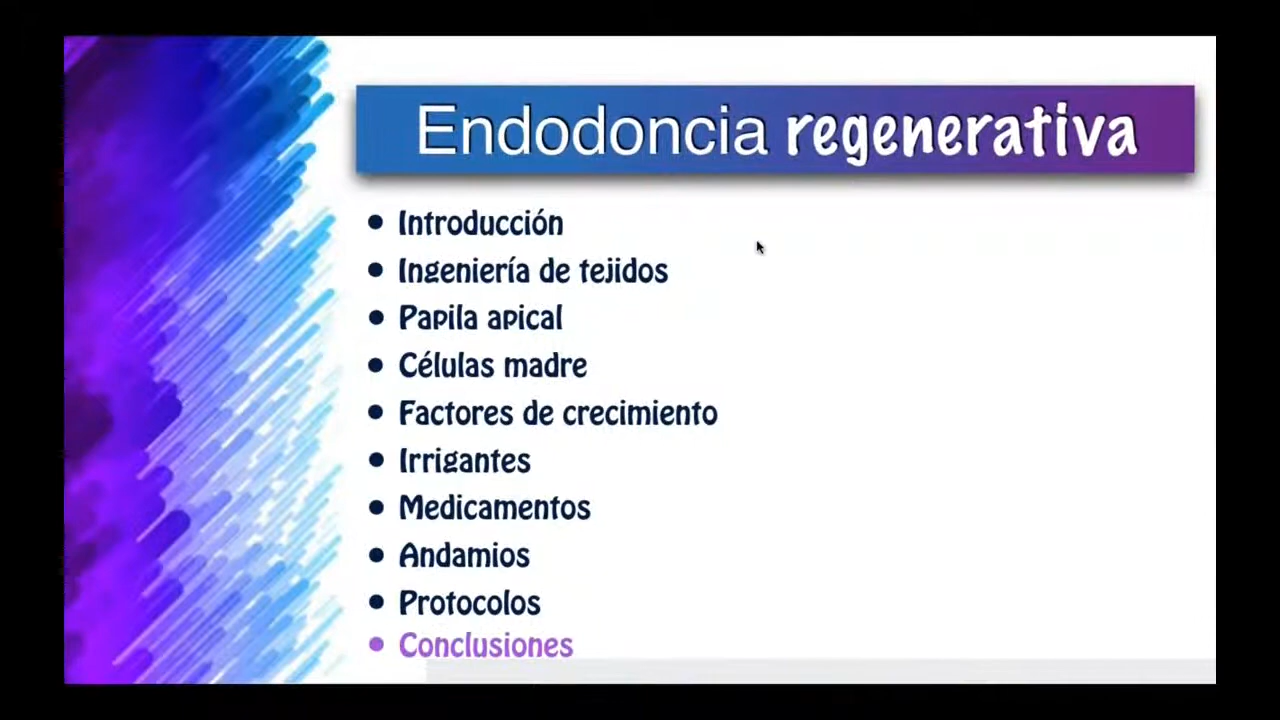 Endodoncia regenerativa
• Introducción
• Ingeniería de tejidos
• Papila apical
• Células madre
• Factores de crecimiento
• Irrigantes
• Medicamentos
• Andamios
• Protocolos
• Conclusiones